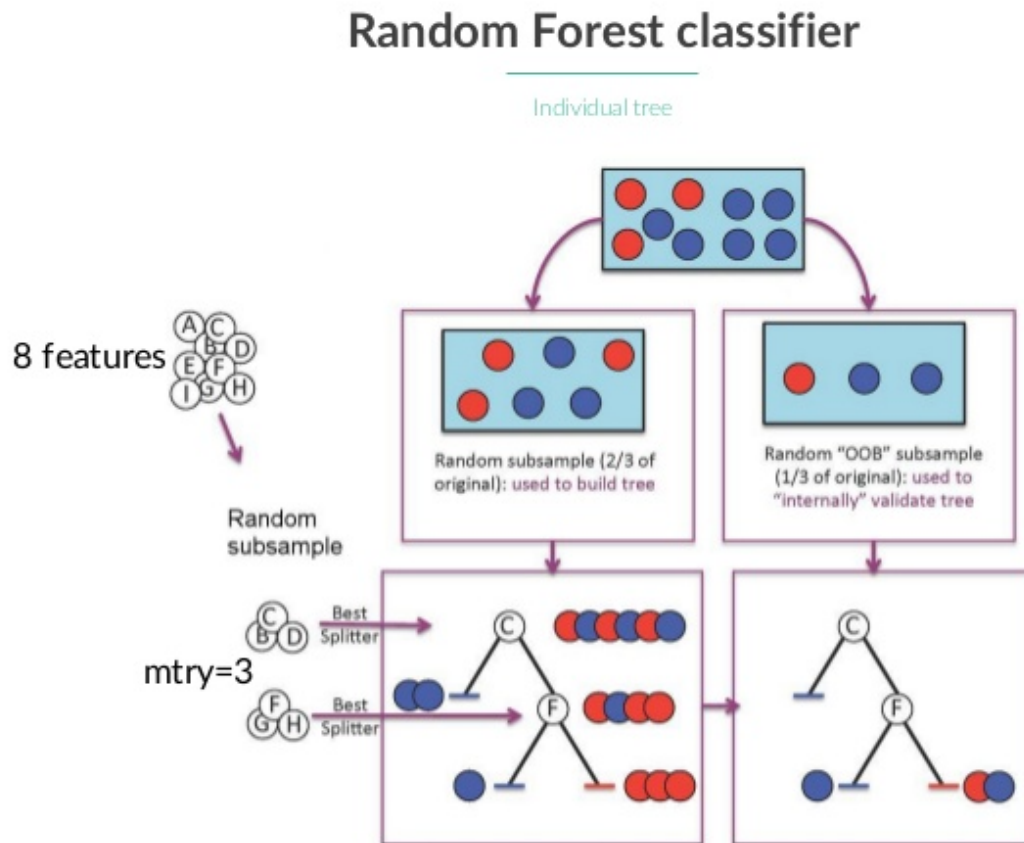 Random Forest classifier
Individual tree
8 features
A C
B D
E F
I G H
Random subsample (2/3 of
original): used to build tree
Random “OOB” subsample
(1/3 of original): used to
“internally” validate tree
Random
subsample
C
B D
Best
Splitter
mtry=3
F
G H
Best
Splitter
C
F
C
F